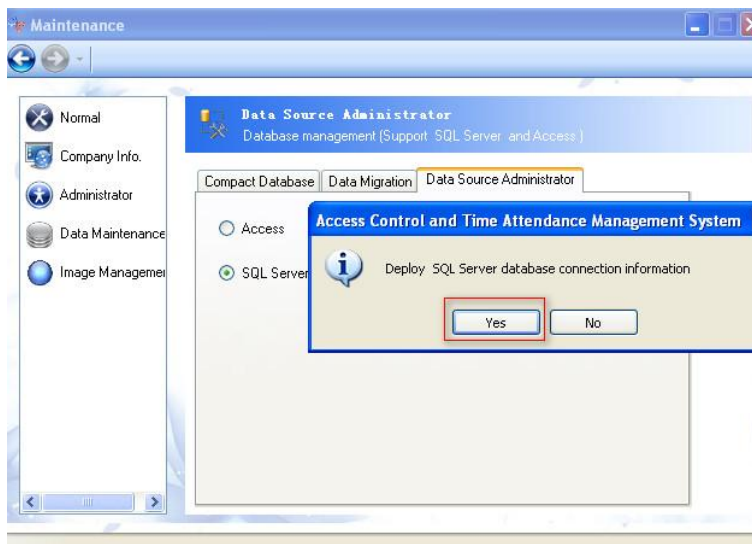 Maintenance
Normal
Company Info.
Administrator
Data Maintenance
Image Managemei
Data Source Administrator
Database management (Support SQL Server and Access )
Compact Database
Data Migration
Data Source Administrator
Access
SQL Server
Access Control and Time Attendance Management System
Deploy SQL Server database connection information
Yes
No